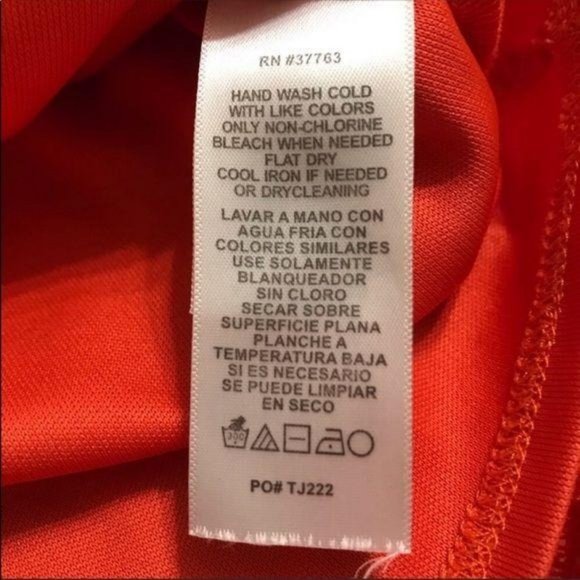 RN #37763
HAND WASH COLD
WITH LIKE COLORS
ONLY NON-CHLORINE
BLEACH WHEN NEEDED
FLAT DRY
COOL IRON IF NEEDED
OR DRYCLEANING
LAVAR A MANO CON
AGUA FRIA CON
COLORES SIMILARES
USE SOLAMENTE
BLANQUEADOR
SIN CLORO
SECAR SOBRE
SUPERFICIE PLANA
PLANCHE A
TEMPERATURA BAJA
SI ES NECESARIO
SE PUEDE LIMPIAR
EN SECO
PO# TJ222